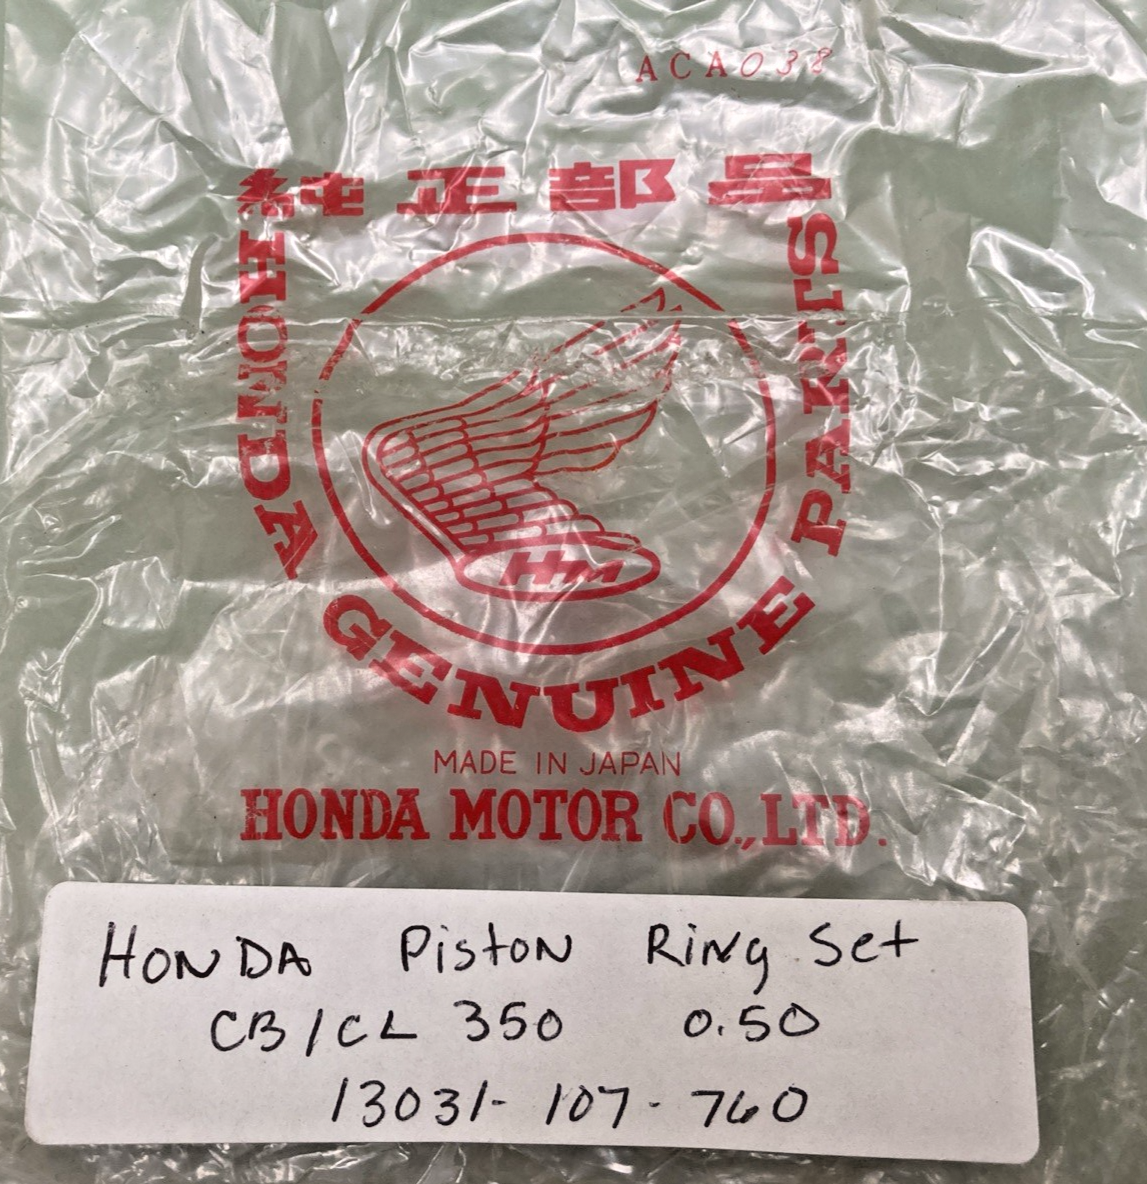 ACA038
純正部品
HONDA
GENUINE
PARTS
HM
MADE IN JAPAN
HONDA MOTOR CO.,LTD.
HONDA Piston Ring Set
CB/CL 350 0.50
13031-107-760